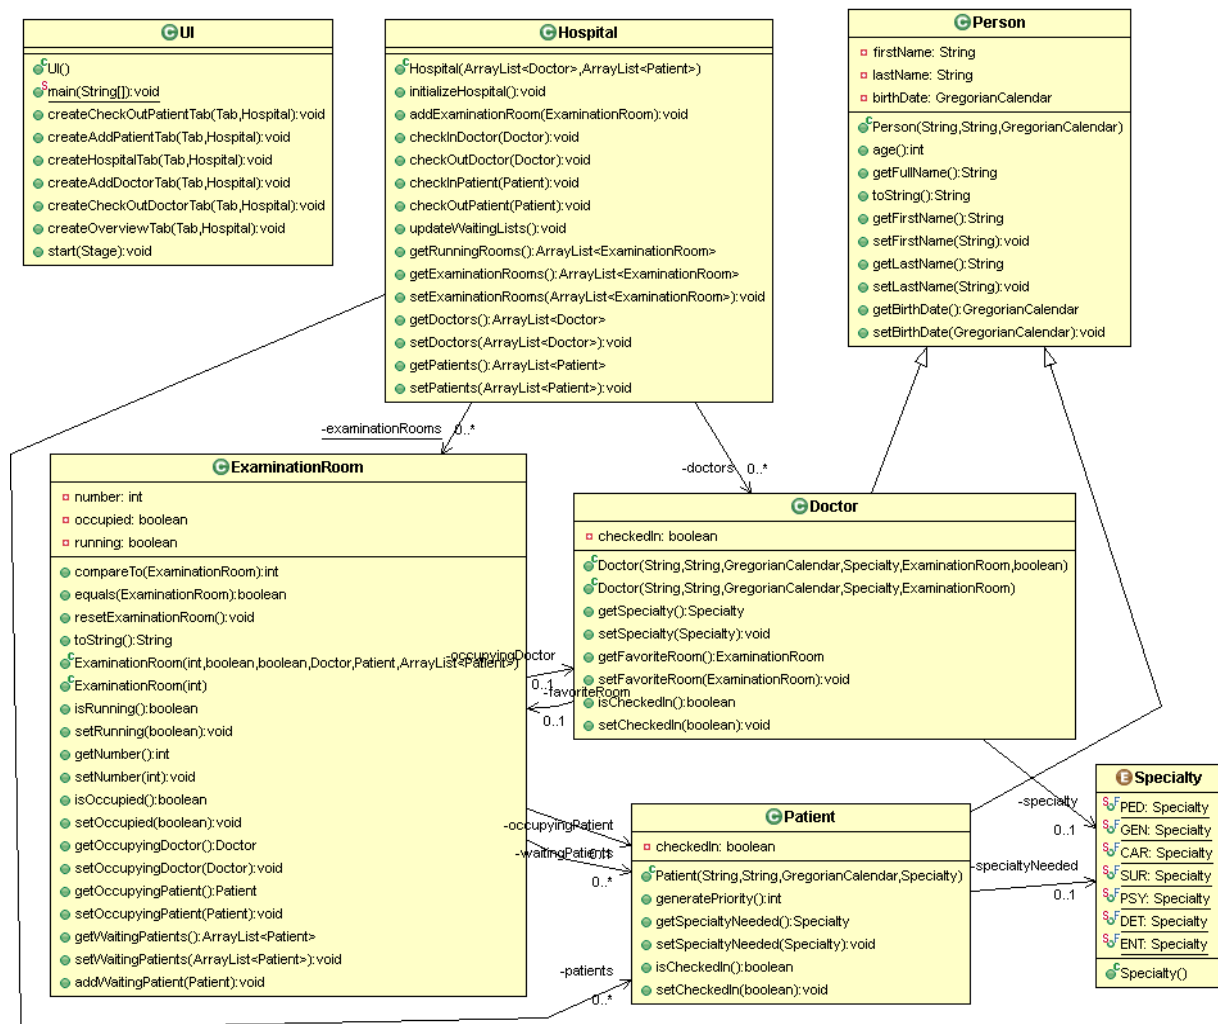 UI
UI()
main(String[]):void
createCheckOutPatientTab(Tab,Hospital):void
createAddPatientTab(Tab,Hospital):void
createHospitalTab(Tab,Hospital):void
createAddDoctorTab(Tab,Hospital):void
createCheckOutDoctorTab(Tab,Hospital):void
createOverviewTab(Tab,Hospital):void
start(Stage):void
Hospital
Hospital(ArrayList<Doctor>,ArrayList<Patient>)
initializeHospital():void
addExaminationRoom(ExaminationRoom):void
checkInDoctor(Doctor):void
checkOutDoctor(Doctor):void
checkInPatient(Patient):void
checkOutPatient(Patient):void
updateWaitingLists():void
getRunningRooms():ArrayList<ExaminationRoom>
getExaminationRooms():ArrayList<ExaminationRoom>
setExaminationRooms(ArrayList<ExaminationRoom>):void
getDoctors():ArrayList<Doctor>
setDoctors(ArrayList<Doctor>):void
getPatients():ArrayList<Patient>
setPatients(ArrayList<Patient>):void
Person
firstName: String
lastName: String
birthDate: GregorianCalendar
Person(String,String,GregorianCalendar)
age():int
getFullName():String
toString():String
getFirstName():String
setFirstName(String):void
getLastName():String
setLastName(String):void
getBirthDate():GregorianCalendar
setBirthDate(GregorianCalendar):void
-examinationRooms 0..*
-doctors 0..*
ExaminationRoom
number: int
occupied: boolean
running: boolean
compareTo(ExaminationRoom):int
equals(ExaminationRoom):boolean
resetExaminationRoom():void
toString():String
ExaminationRoom(int,boolean,boolean,Doctor,Patient,ArrayList<Patient>)
ExaminationRoom(int)
isRunning():boolean
setRunning(boolean):void
getNumber():int
setNumber(int):void
isOccupied():boolean
setOccupied(boolean):void
getOccupyingDoctor():Doctor
setOccupyingDoctor(Doctor):void
getOccupyingPatient():Patient
setOccupyingPatient(Patient):void
getWaitingPatients():ArrayList<Patient>
setWaitingPatients(ArrayList<Patient>):void
addWaitingPatient(Patient):void
-occupyingDoctor
0..1
-favoriteRoom
0..1
Doctor
checkedIn: boolean
Doctor(String,String,GregorianCalendar,Specialty,ExaminationRoom,boolean)
Doctor(String,String,GregorianCalendar,Specialty,ExaminationRoom)
getSpecialty():Specialty
setSpecialty(Specialty):void
getFavoriteRoom():ExaminationRoom
setFavoriteRoom(ExaminationRoom):void
isCheckedIn():boolean
setCheckedIn(boolean):void
-occupyingPatient
0..1
-waitingPatients
0..*
-patients
0..*
Patient
checkedIn: boolean
Patient(String,String,GregorianCalendar,Specialty)
generatePriority():int
getSpecialtyNeeded():Specialty
setSpecialtyNeeded(Specialty):void
isCheckedIn():boolean
setCheckedIn(boolean):void
-specialty
0..1
-specialtyNeeded
0..1
Specialty
PED: Specialty
GEN: Specialty
CAR: Specialty
SUR: Specialty
PSY: Specialty
DET: Specialty
ENT: Specialty
Specialty()